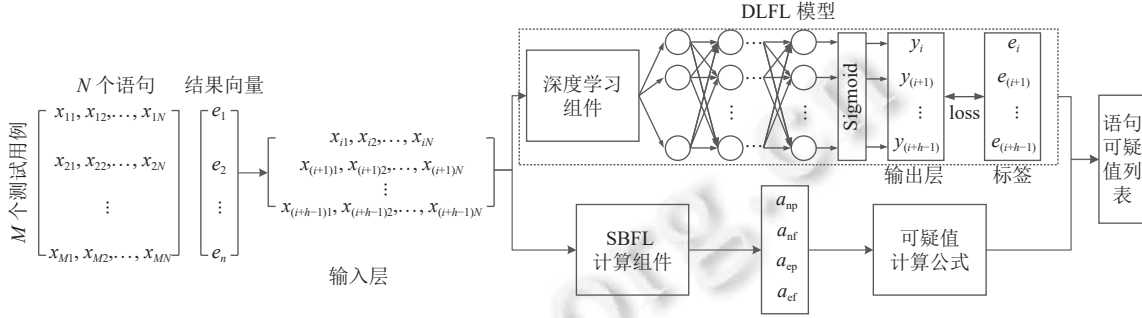 DLFL 模型
N 个语句
结果向量
M 个测试用例
x11, x12,…, x1N
x21, x22,…, x2N
⋮
xM1, xM2,…, xMN
e1
e2
⋮
en
xi1, xi2,…, xiN
x(i+1)1, x(i+1)2,…, x(i+1)N
⋮
x(i+h−1)1, x(i+h−1)2,…, x(i+h−1)N
输入层
深度学习
组件
…
…
…
⋮
⋮
Sigmoid
yi
y(i+1)
⋮
y(i+h−1)
输出层
loss
ei
e(i+1)
⋮
e(i+h−1)
标签
SBFL
计算组件
anp
anf
aep
aef
可疑值
计算公式
语句
可疑
值列
表